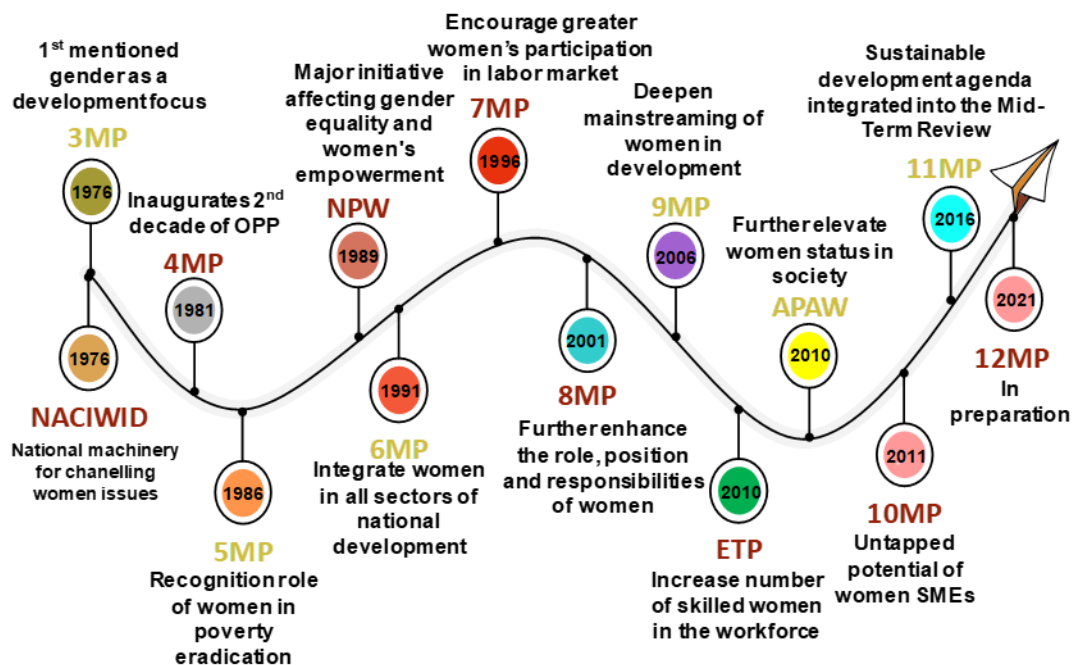 1st mentioned
gender as a
development focus
3MP
1976
1976
NACIWID
National machinery
for chanelling
women issues
Inaugurates 2nd
decade of OPP
4MP
1981
1986
5MP
Recognition role
of women in
poverty
eradication
Major initiative
affecting gender
equality and
women's
empowerment
NPW
1989
1991
6MP
Integrate women
in all sectors of
national
development
Encourage greater
women’s participation
in labor market
7MP
1996
2001
8MP
Further enhance
the role, position
and responsibilities
of women
Deepen
mainstreaming of
women in
development
9MP
2006
2010
ETP
Increase number
of skilled women
in the workforce
Further elevate
women status in
society
APAW
2010
2011
10MP
Untapped
potential of
women SMEs
Sustainable
development agenda
integrated into the Mid-
Term Review
11MP
2016
2021
12MP
In
preparation